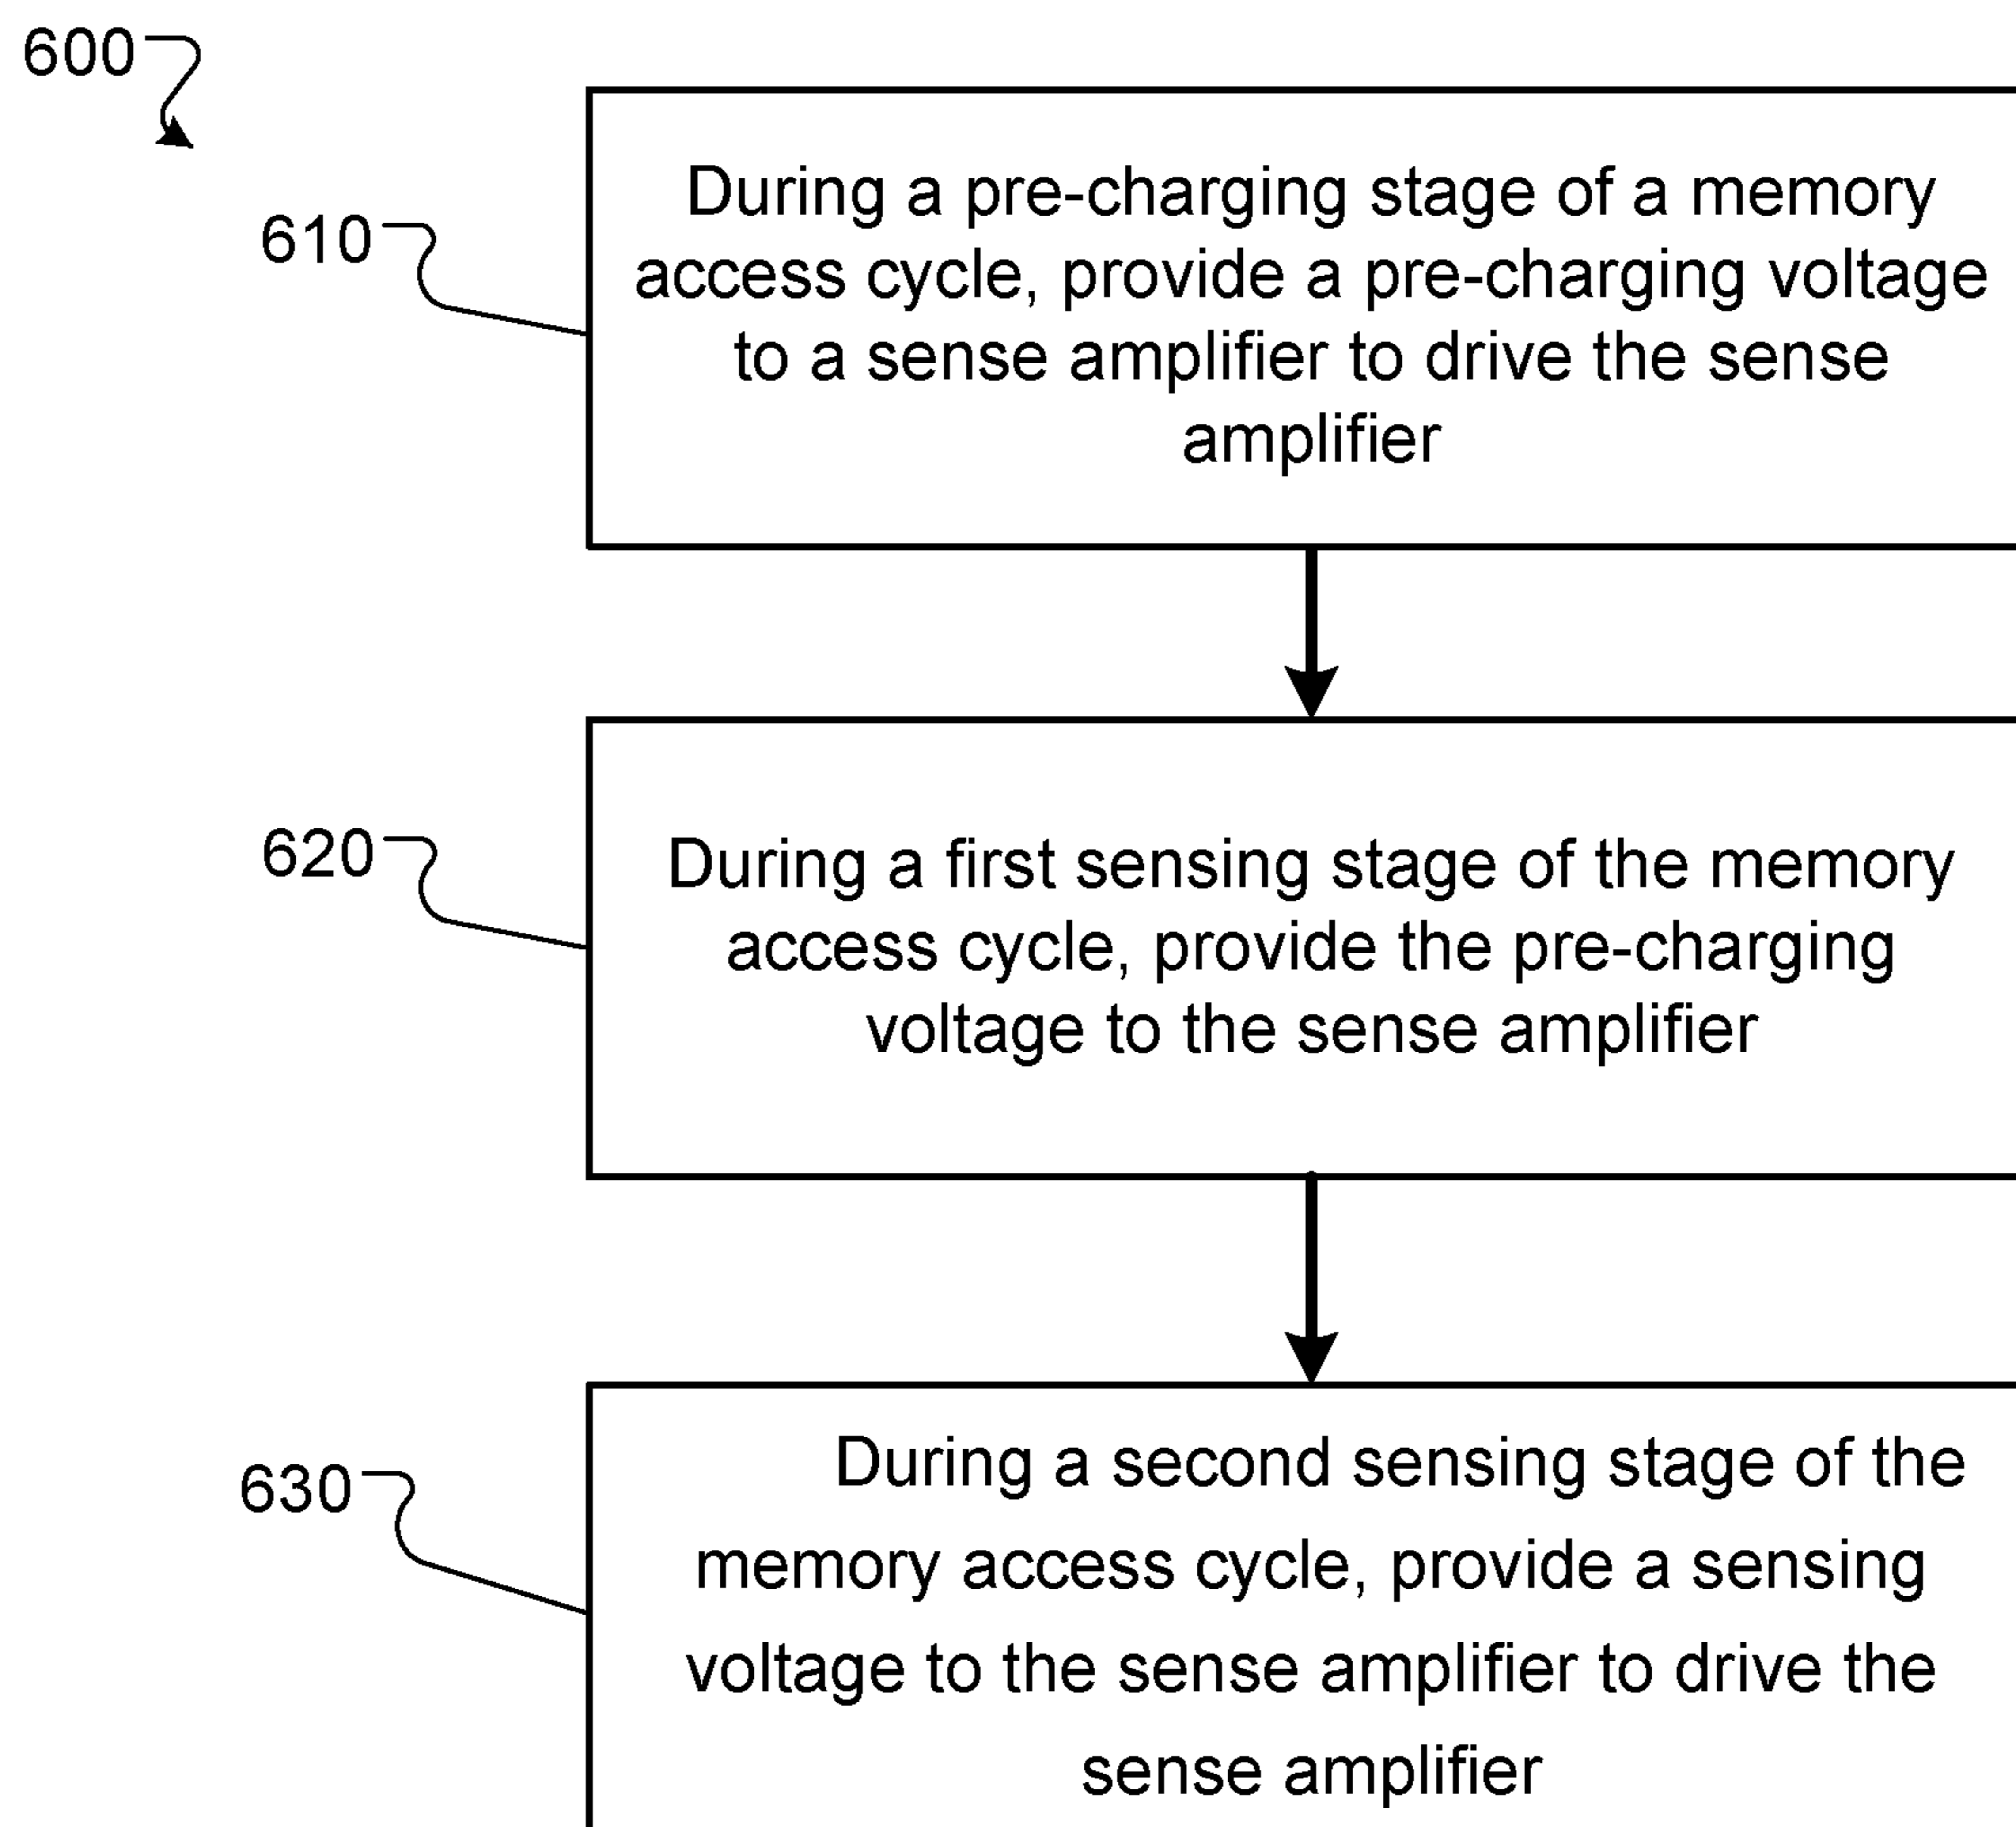 600
610
During a pre-charging stage of a memory
access cycle, provide a pre-charging voltage
to a sense amplifier to drive the sense
amplifier
620
During a first sensing stage of the memory
access cycle, provide the pre-charging
voltage to the sense amplifier
630
During a second sensing stage of the
memory access cycle, provide a sensing
voltage to the sense amplifier to drive the
sense amplifier